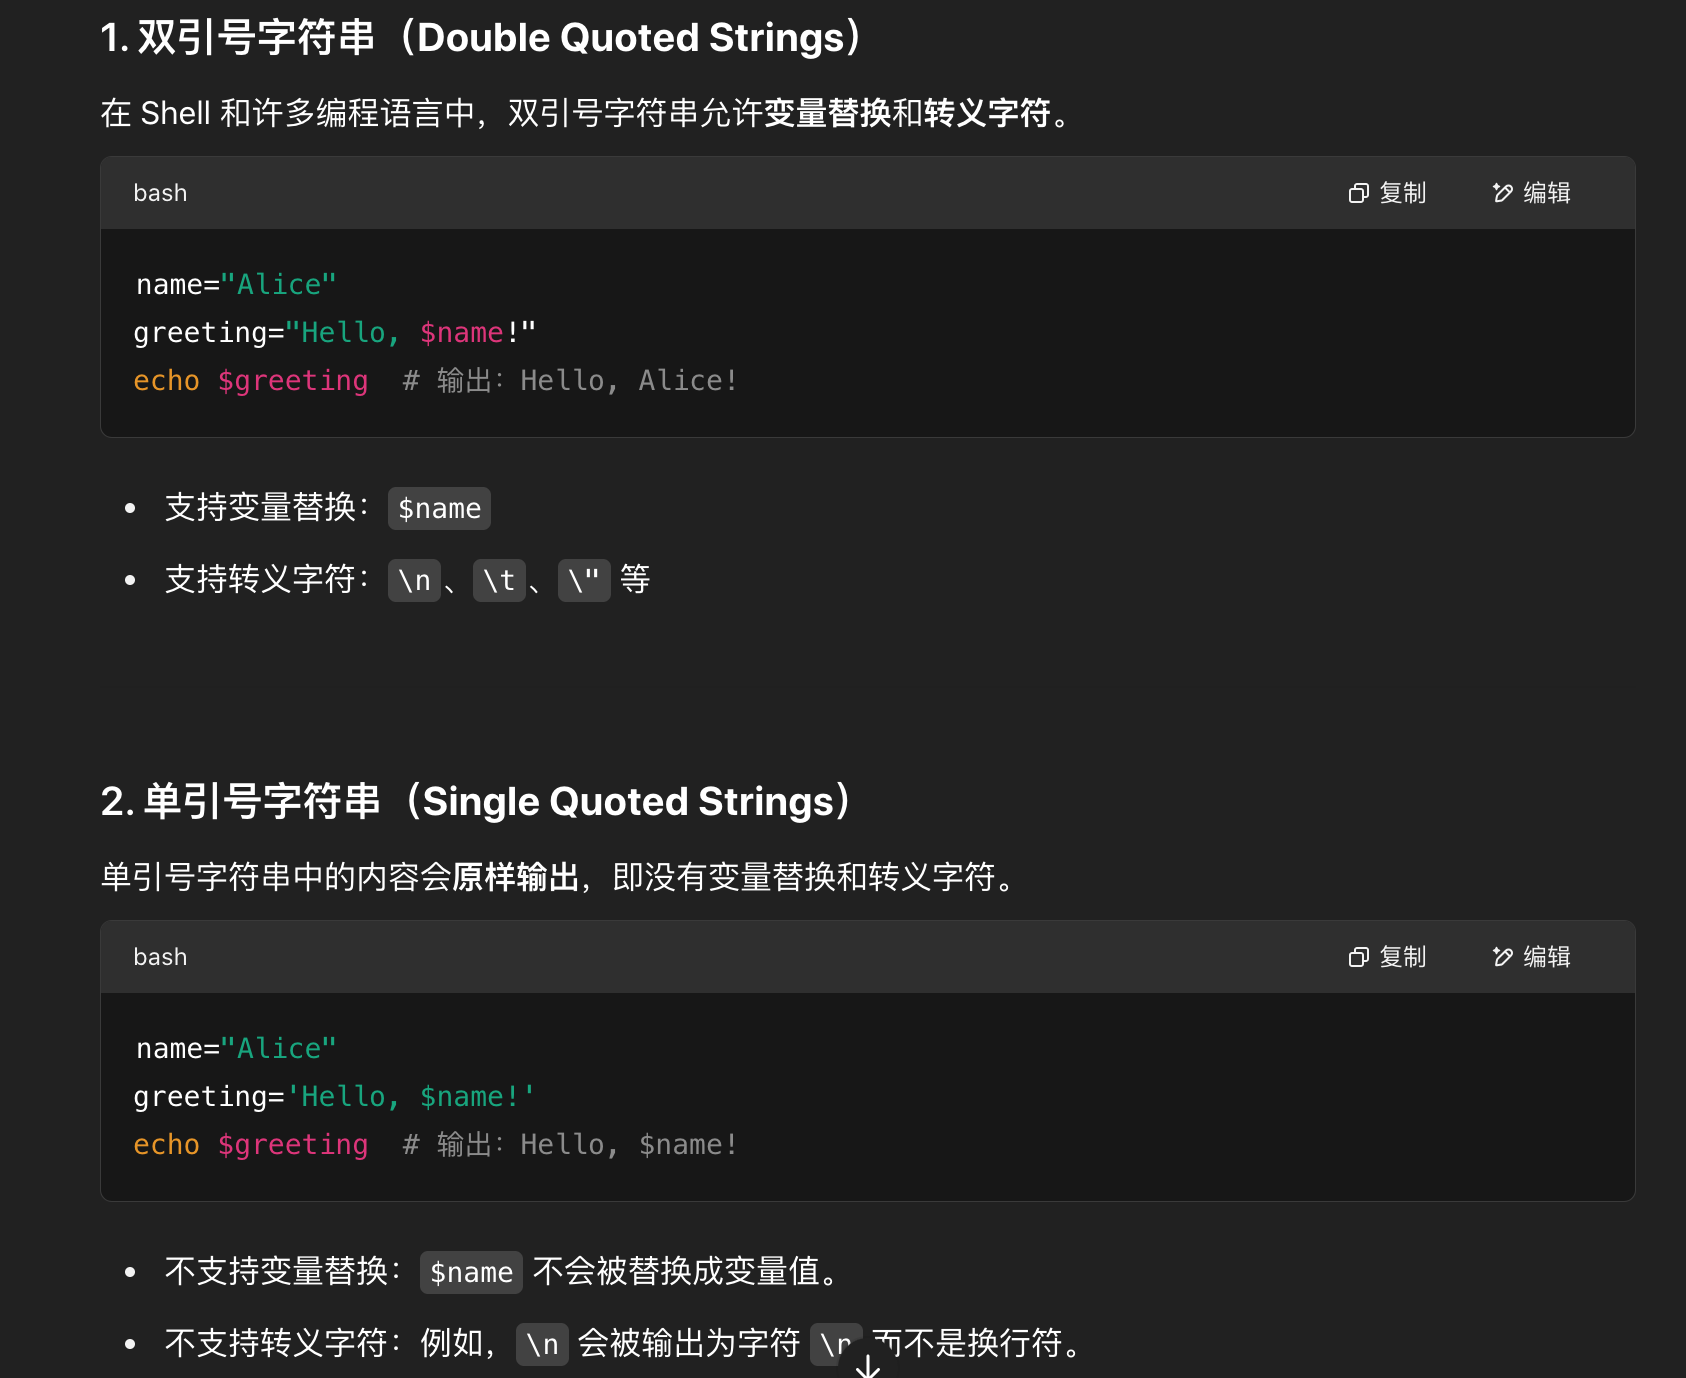 1. 双引号字符串（Double Quoted Strings）
在 Shell 和许多编程语言中，双引号字符串允许变量替换和转义字符。
bash 复制 编辑
name="Alice"
greeting="Hello, $name!"
echo $greeting  # 输出：Hello, Alice!
• 支持变量替换：$name
• 支持转义字符：\n、\t、\" 等
2. 单引号字符串（Single Quoted Strings）
单引号字符串中的内容会原样输出，即没有变量替换和转义字符。
bash 复制 编辑
name="Alice"
greeting='Hello, $name!'
echo $greeting  # 输出：Hello, $name!
• 不支持变量替换：$name 不会被替换成变量值。
• 不支持转义字符：例如，\n 会被输出为字符 \n 而不是换行符。